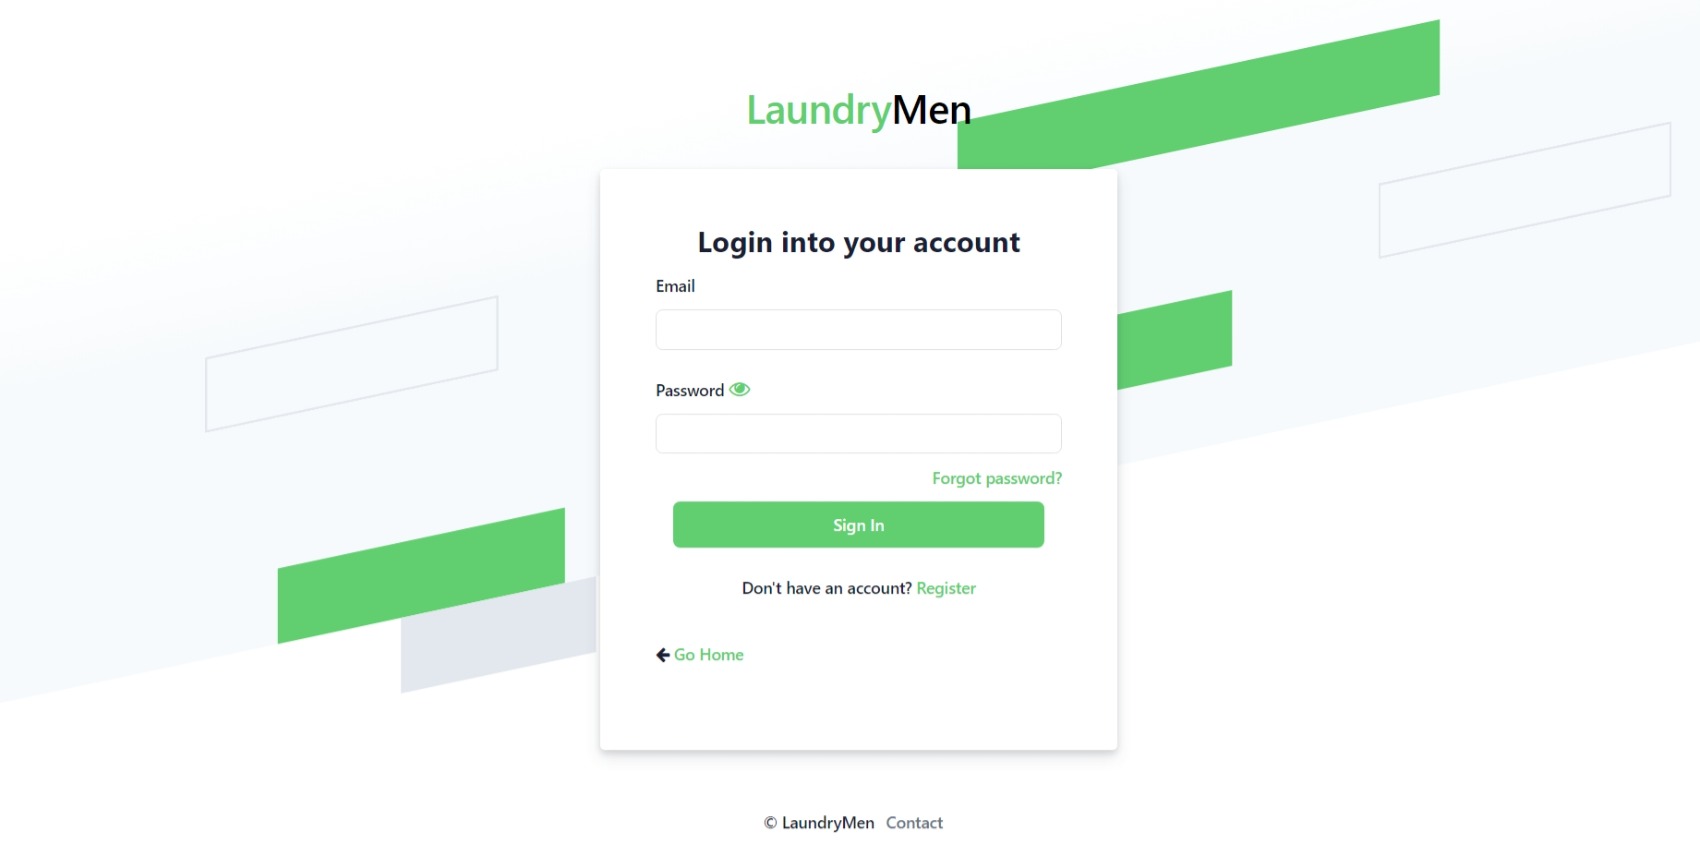 LaundryMen
Login into your account
Email
Password
Forgot password?
Sign In
Don't have an account? Register
Go Home
© LaundryMen Contact